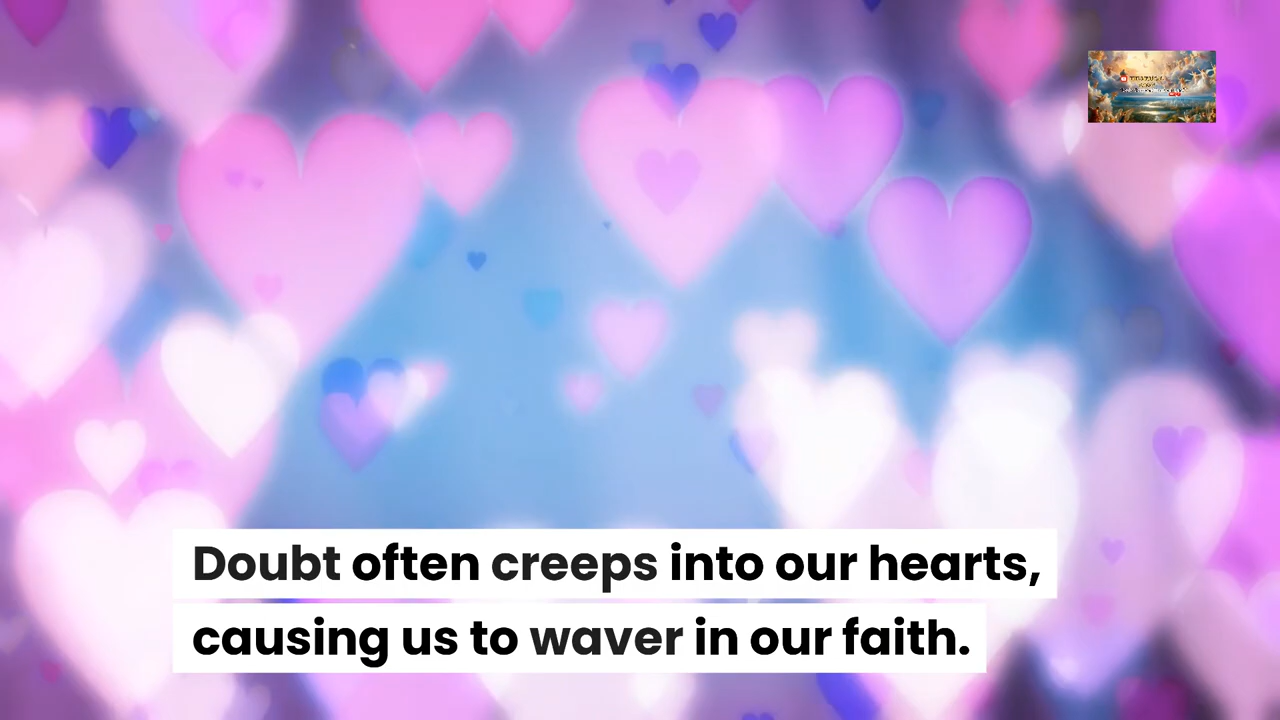 Doubt often creeps into our hearts,
causing us to waver in our faith.